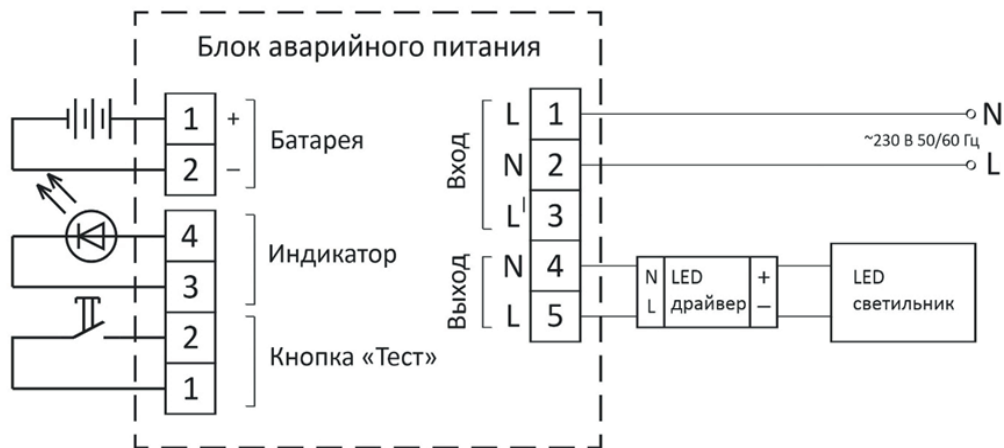 Блок аварийного питания
1 +
2 –
Батарея
4
3
Индикатор
2
1
Кнопка «Тест»
Вход
L 1
N 2
L' 3
Выход
N 4
L 5
N
~230 В 50/60 Гц
L
N LED +
L драйвер –
LED
светильник